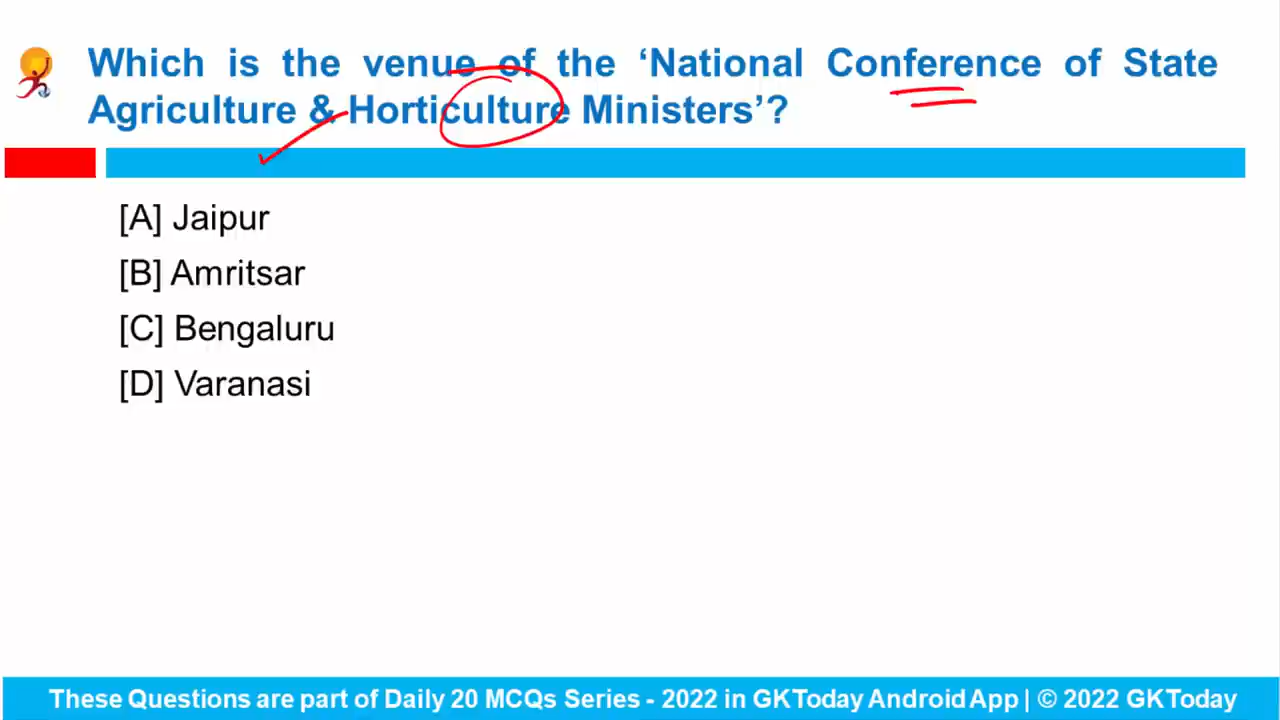 Which is the venue of the ‘National Conference of State
Agriculture & Horticulture Ministers’?
[A] Jaipur
[B] Amritsar
[C] Bengaluru
[D] Varanasi
These Questions are part of Daily 20 MCQs Series - 2022 in GKToday Android App | © 2022 GKToday